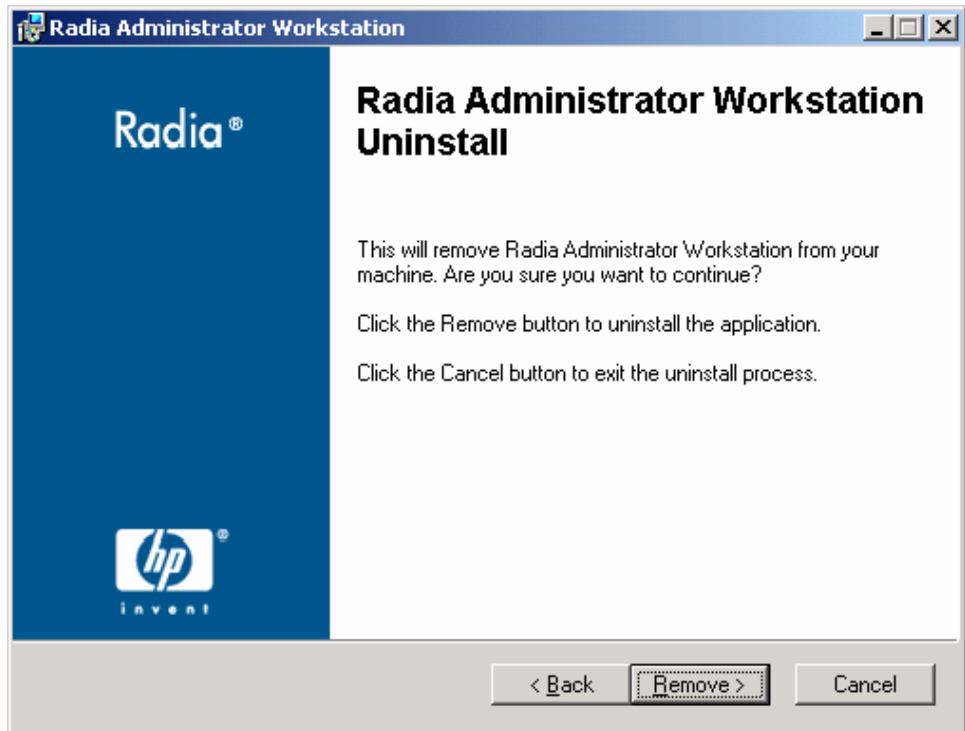 Radia Administrator Workstation
Radia®
Radia Administrator Workstation
Uninstall
This will remove Radia Administrator Workstation from your
machine. Are you sure you want to continue?
Click the Remove button to uninstall the application.
Click the Cancel button to exit the uninstall process.
hp®
invent
< Back
Remove >
Cancel